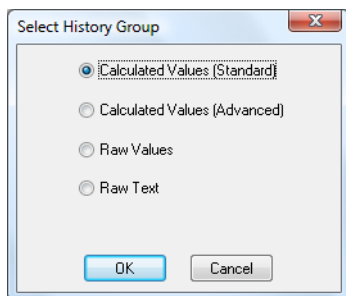 Select History Group
Calculated Values (Standard)
Calculated Values (Advanced)
Raw Values
Raw Text
OK Cancel